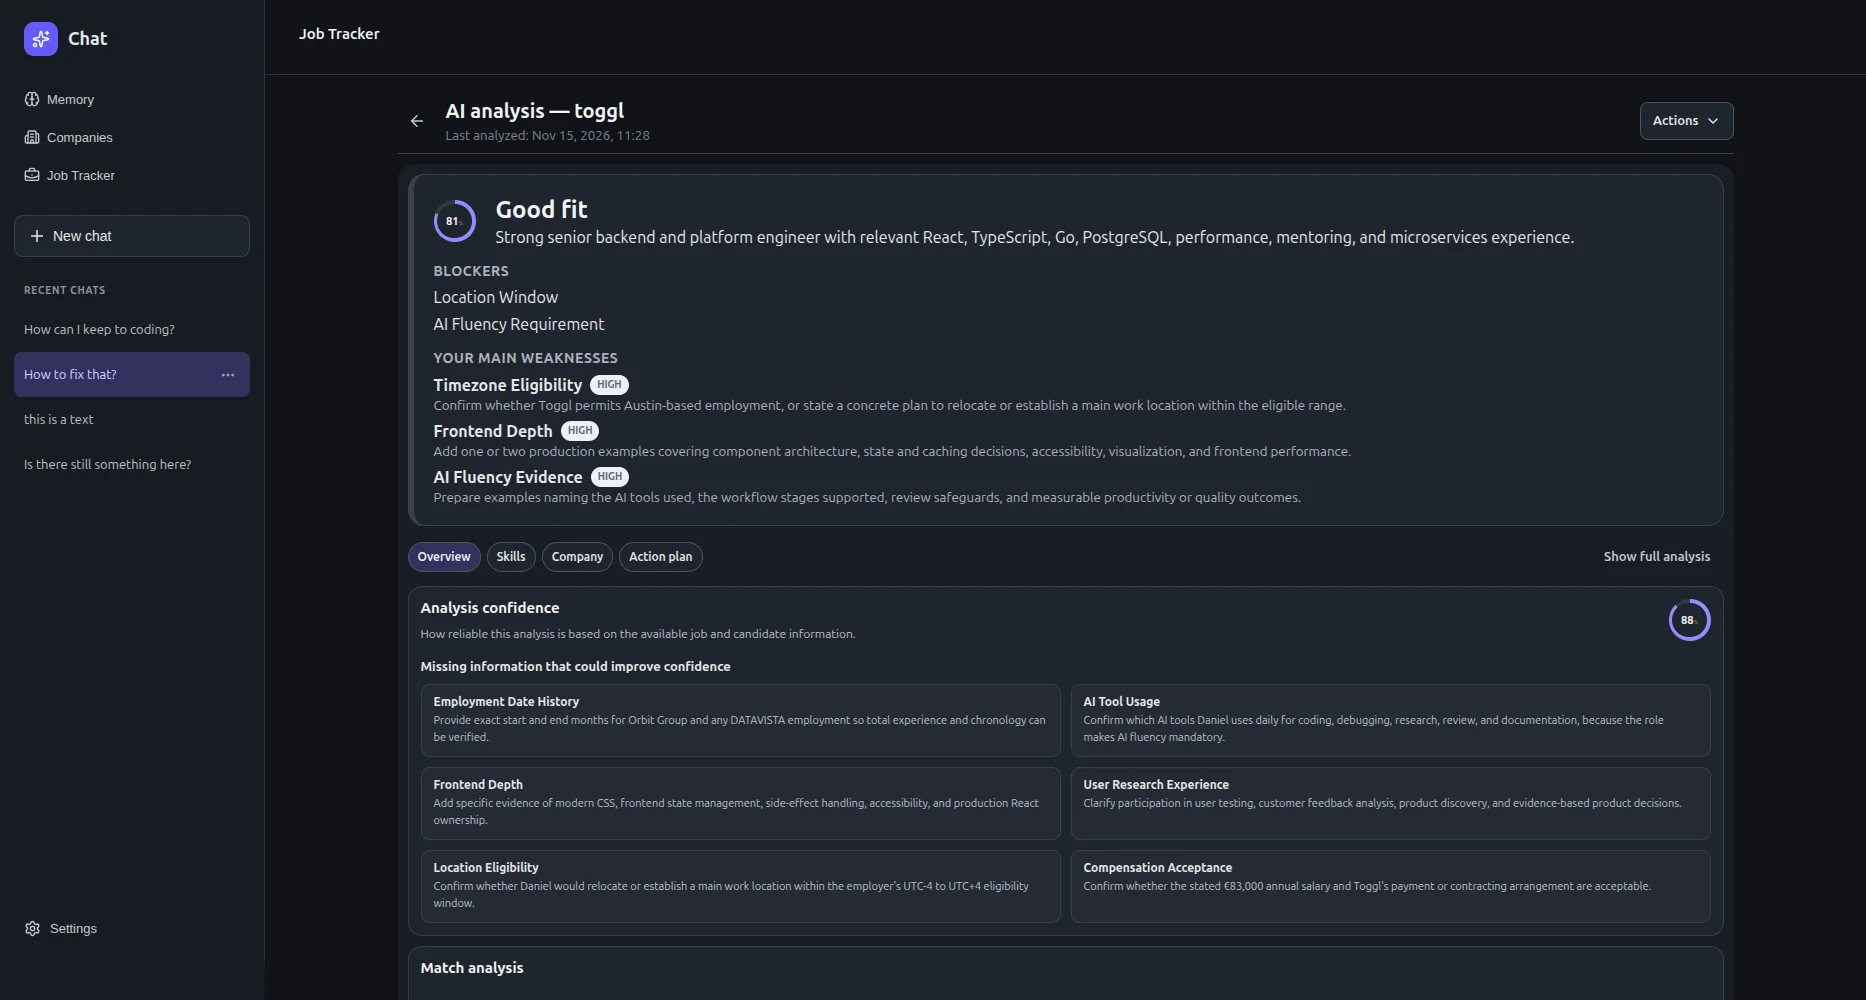 Chat
Memory
Companies
Job Tracker
New chat
RECENT CHATS
How can I keep to coding?
How to fix that?
this is a text
Is there still something here?
Settings
Job Tracker
AI analysis — toggl
Last analyzed: Nov 15, 2026, 11:28
Actions
81%
Good fit
Strong senior backend and platform engineer with relevant React, TypeScript, Go, PostgreSQL, performance, mentoring, and microservices experience.
BLOCKERS
Location Window
AI Fluency Requirement
YOUR MAIN WEAKNESSES
Timezone Eligibility HIGH
Confirm whether Toggl permits Austin-based employment, or state a concrete plan to relocate or establish a main work location within the eligible range.
Frontend Depth HIGH
Add one or two production examples covering component architecture, state and caching decisions, accessibility, visualization, and frontend performance.
AI Fluency Evidence HIGH
Prepare examples naming the AI tools used, the workflow stages supported, review safeguards, and measurable productivity or quality outcomes.
Overview Skills Company Action plan Show full analysis
Analysis confidence
88%
How reliable this analysis is based on the available job and candidate information.
Missing information that could improve confidence
Employment Date History
Provide exact start and end months for Orbit Group and any DATAVISTA employment so total experience and chronology can
be verified.
AI Tool Usage
Confirm which AI tools Daniel uses daily for coding, debugging, research, review, and documentation, because the role
makes AI fluency mandatory.
Frontend Depth
Add specific evidence of modern CSS, frontend state management, side-effect handling, accessibility, and production React
ownership.
User Research Experience
Clarify participation in user testing, customer feedback analysis, product discovery, and evidence-based product decisions.
Location Eligibility
Confirm whether Daniel would relocate or establish a main work location within the employer's UTC-4 to UTC+4 eligibility
window.
Compensation Acceptance
Confirm whether the stated €83,000 annual salary and Toggl's payment or contracting arrangement are acceptable.
Match analysis